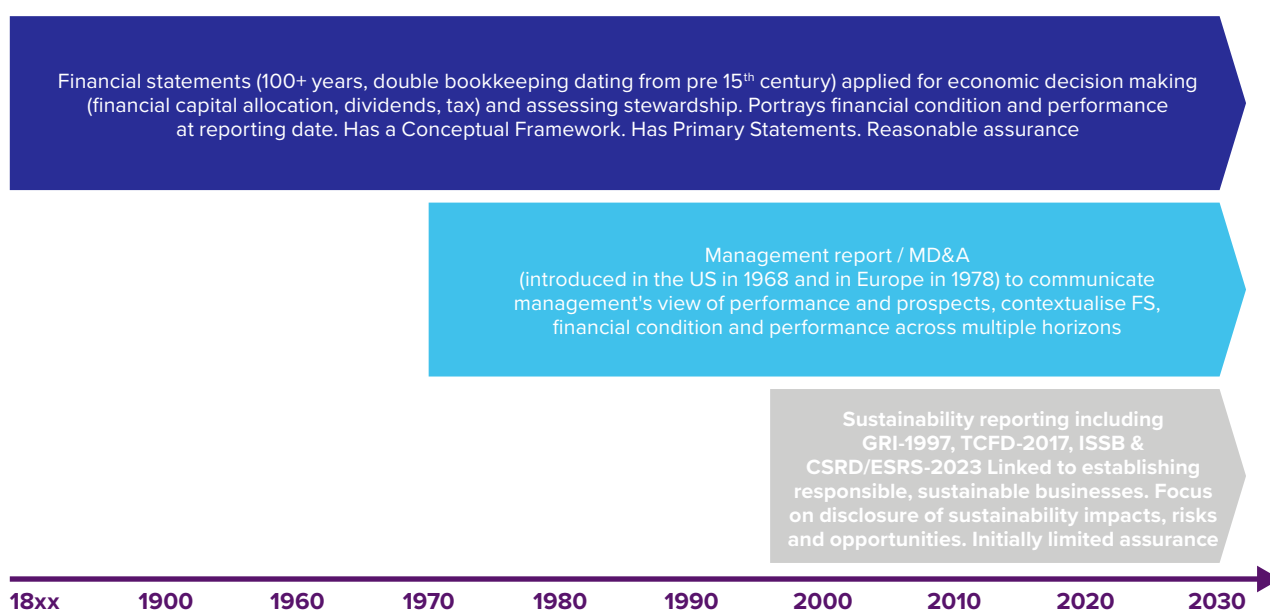 Financial statements (100+ years, double bookkeeping dating from pre 15th century) applied for economic decision making
(financial capital allocation, dividends, tax) and assessing stewardship. Portrays financial condition and performance
at reporting date. Has a Conceptual Framework. Has Primary Statements. Reasonable assurance
Management report / MD&A
(introduced in the US in 1968 and in Europe in 1978) to communicate
management's view of performance and prospects, contextualise FS,
financial condition and performance across multiple horizons
Sustainability reporting including
GRI-1997, TCFD-2017, ISSB &
CSRD/ESRS-2023 Linked to establishing
responsible, sustainable businesses. Focus
on disclosure of sustainability impacts, risks
and opportunities. Initially limited assurance
18xx 1900 1960 1970 1980 1990 2000 2010 2020 2030